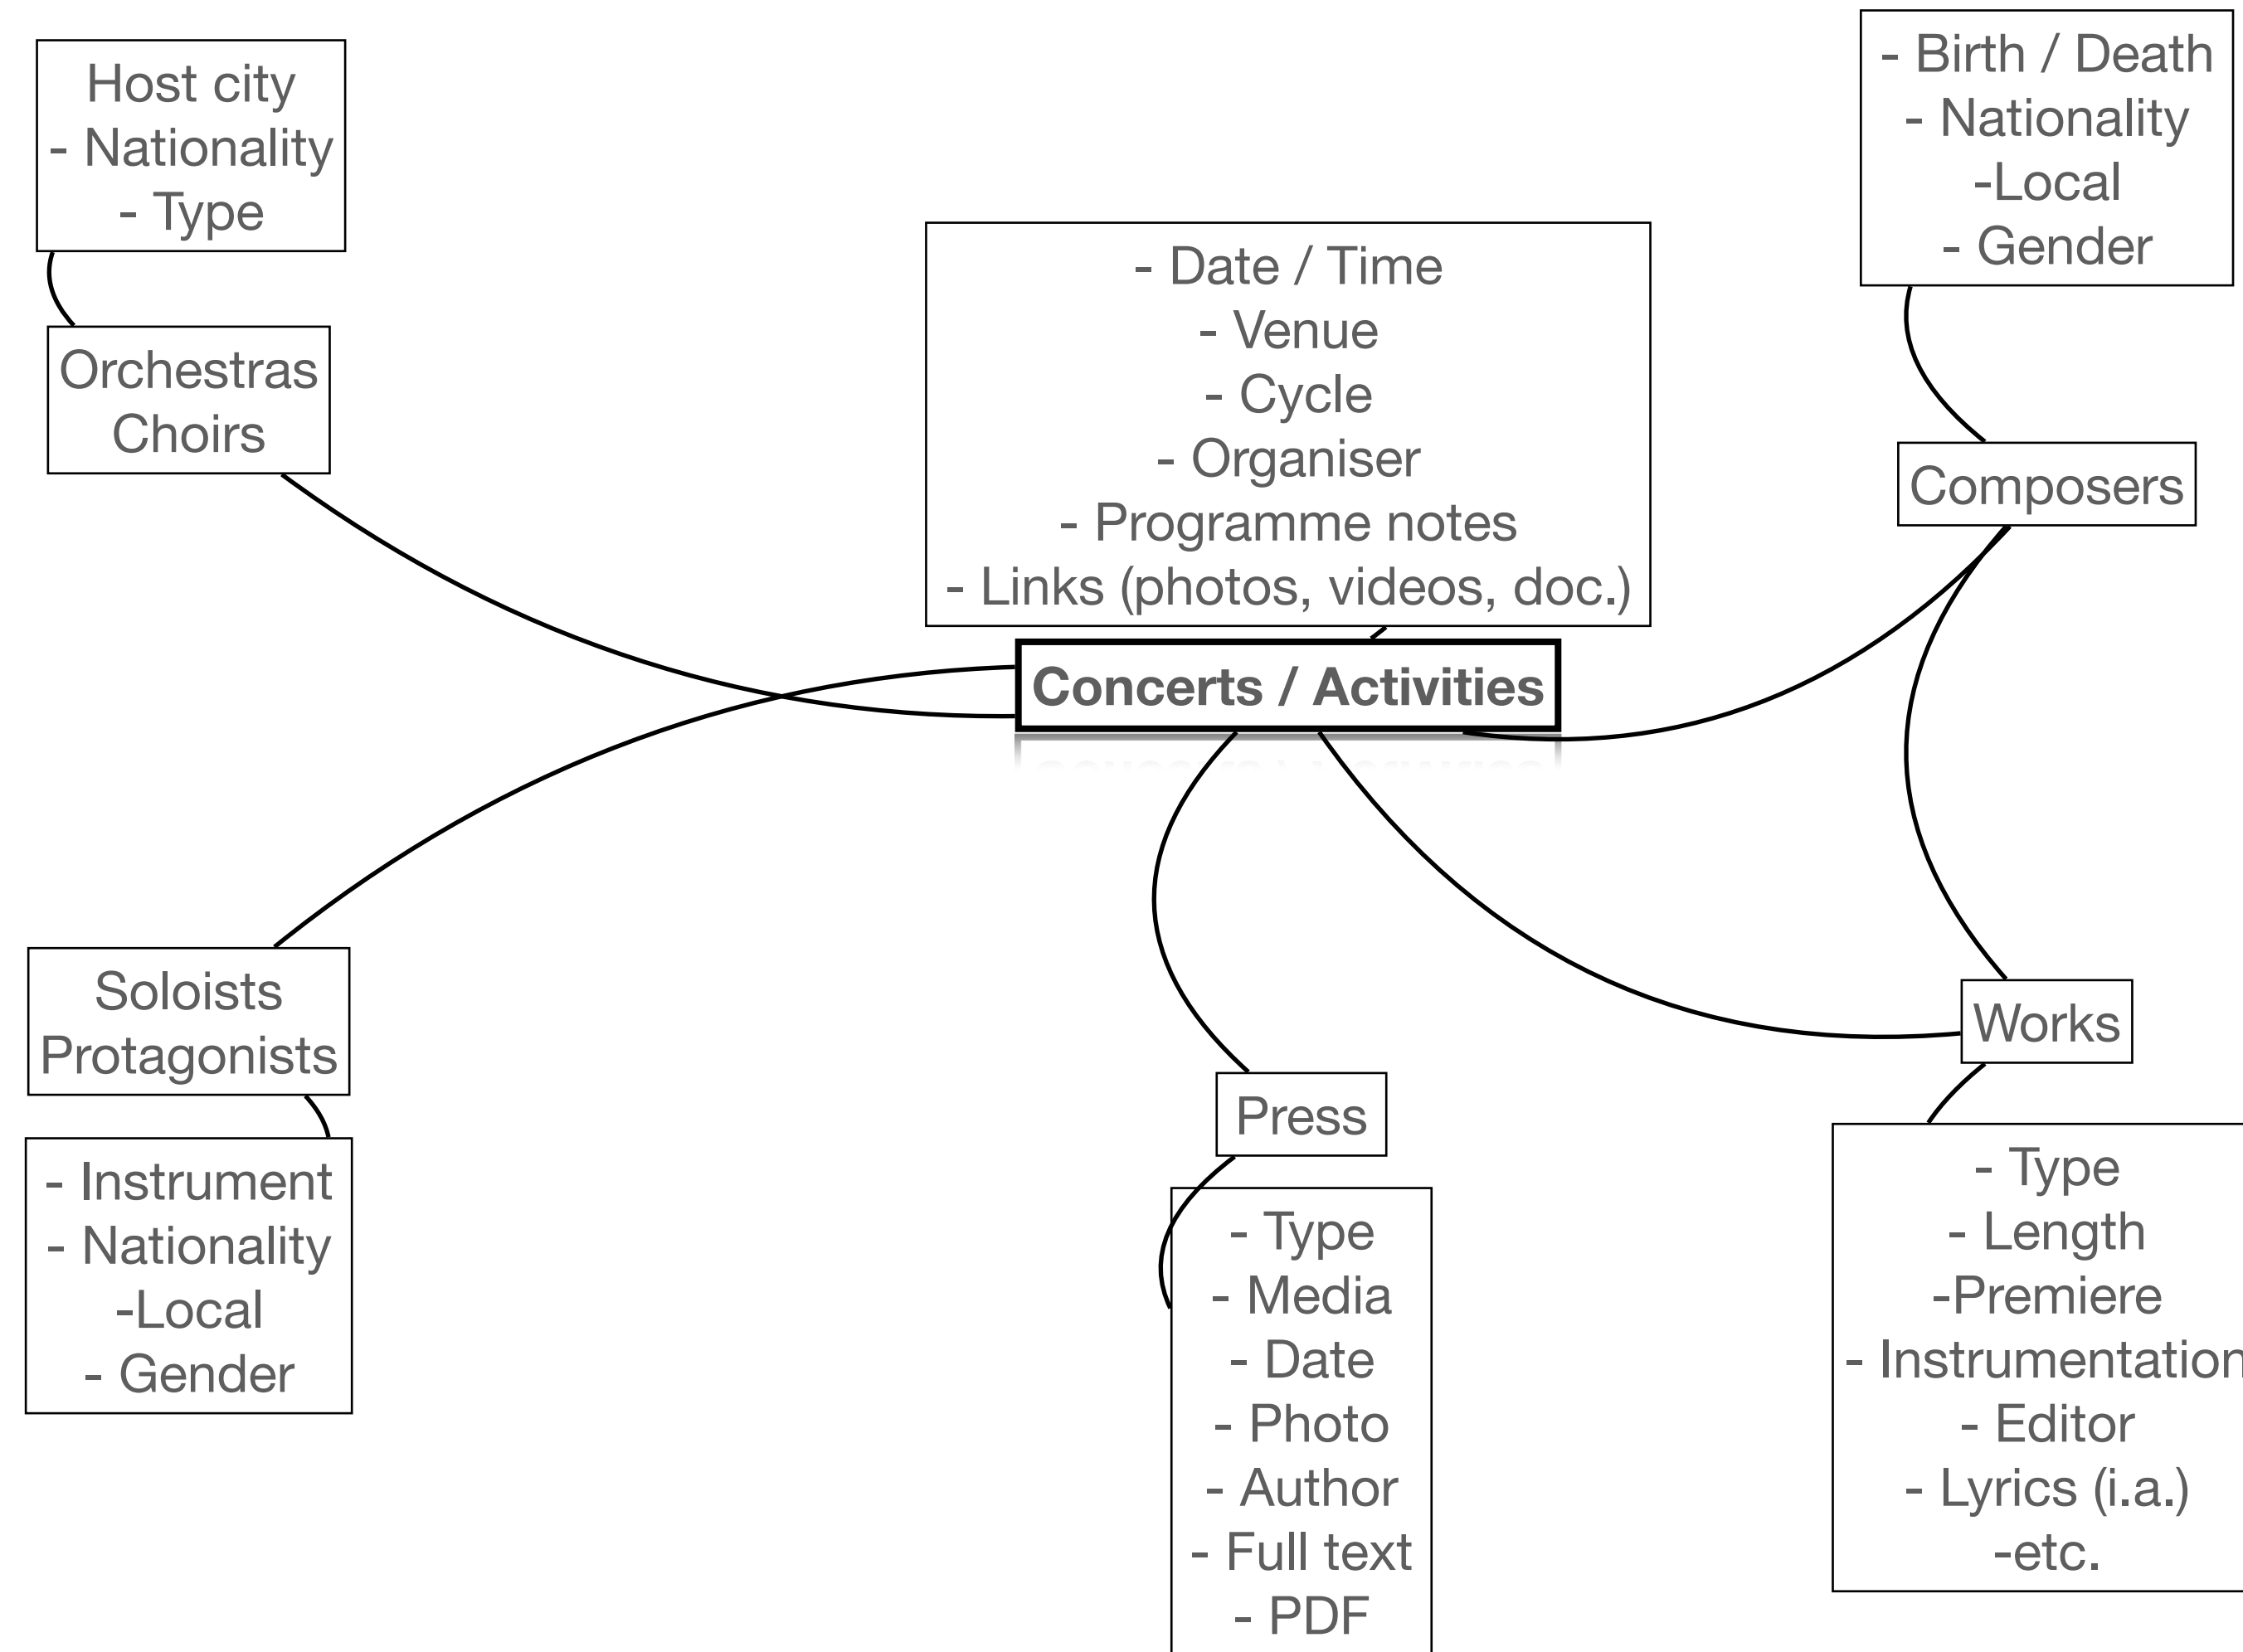 Host city
- Nationality
- Type
Orchestras
Choirs
- Date / Time
- Venue
- Cycle
- Organiser
- Programme notes
- Links (photos, videos, doc.)
Concerts / Activities
- Birth / Death
- Nationality
-Local
- Gender
Composers
Soloists
Protagonists
- Instrument
- Nationality
-Local
- Gender
Press
- Type
- Media
- Date
- Photo
- Author
- Full text
- PDF
Works
- Type
- Length
-Premiere
- Instrumentation
- Editor
- Lyrics (i.a.)
-etc.